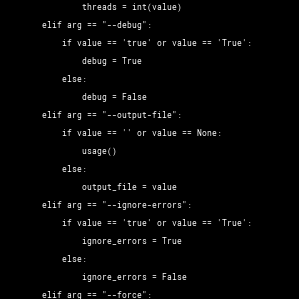 threads = int(value)
elif arg == "--debug":
if value == 'true' or value == 'True':
debug = True
else:
debug = False
elif arg == "--output-file":
if value == '' or value == None:
usage()
else:
output_file = value
elif arg == "--ignore-errors":
if value == 'true' or value == 'True':
ignore_errors = True
else:
ignore_errors = False
elif arg == "--force":